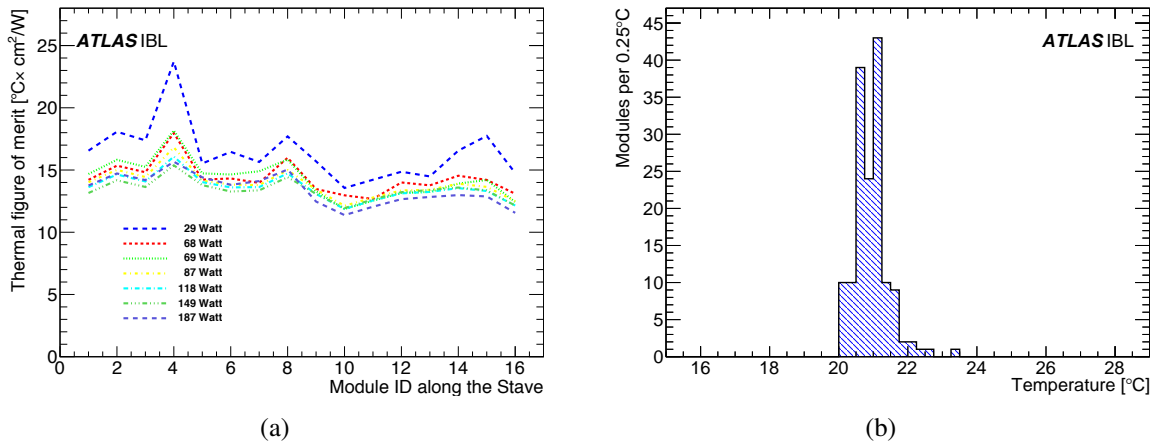 ATLAS IBL
Thermal figure of merit [°C× cm²/W]
25
20
15
10
5
0
29 Watt
68 Watt
69 Watt
87 Watt
118 Watt
149 Watt
187 Watt
0 2 4 6 8 10 12 14 16
Module ID along the Stave
(a)
ATLAS IBL
Modules per 0.25°C
45
40
35
30
25
20
15
10
5
0
16 18 20 22 24 26 28
Temperature [°C]
(b)